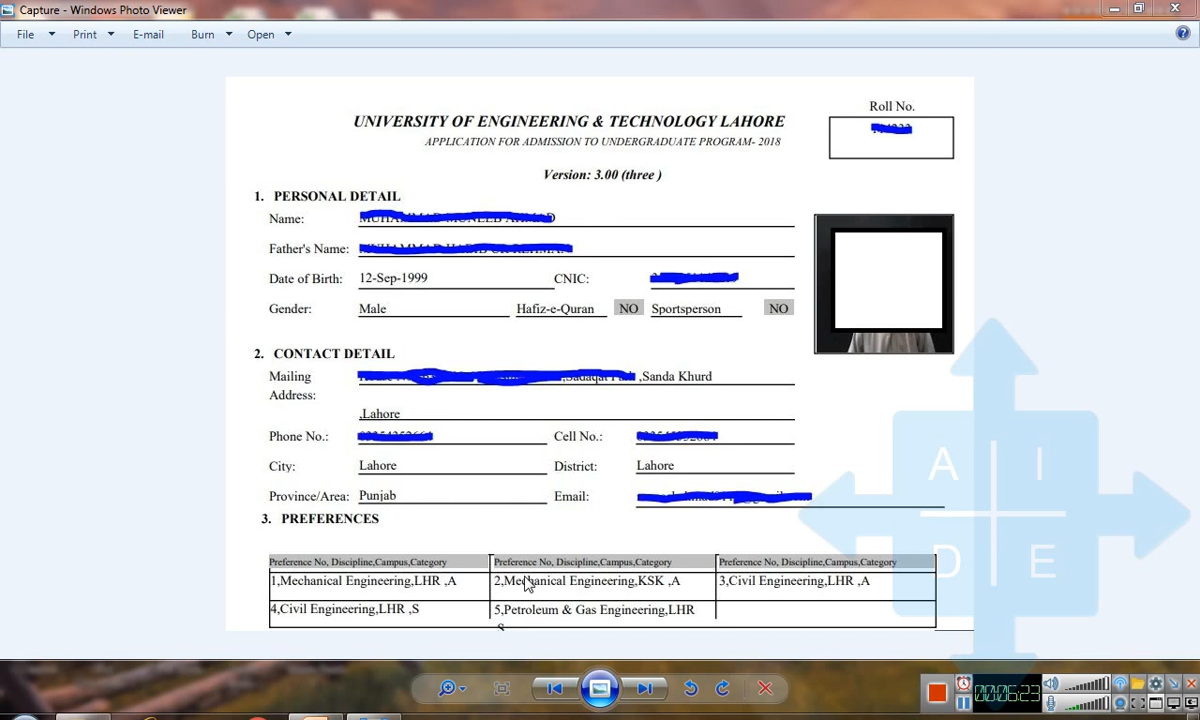 Capture - Windows Photo Viewer
File Print E-mail Burn Open
Roll No.
UNIVERSITY OF ENGINEERING & TECHNOLOGY LAHORE
APPLICATION FOR ADMISSION TO UNDERGRADUATE PROGRAM- 2018
Version: 3.00 (three )
1. PERSONAL DETAIL
Name:
Father's Name:
Date of Birth: 12-Sep-1999 CNIC:
Gender: Male Hafiz-e-Quran NO Sportsperson NO
2. CONTACT DETAIL
Mailing ,Sanda Khurd
Address:
,Lahore
Phone No.: Cell No.:
City: Lahore District: Lahore
Province/Area: Punjab Email:
3. PREFERENCES
A I
D E
Preference No, Discipline,Campus,Category Preference No, Discipline,Campus,Category Preference No, Discipline,Campus,Category
1,Mechanical Engineering,LHR ,A 2,Mechanical Engineering,KSK ,A 3,Civil Engineering,LHR ,A
4,Civil Engineering,LHR ,S 5,Petroleum & Gas Engineering,LHR
000:06:23